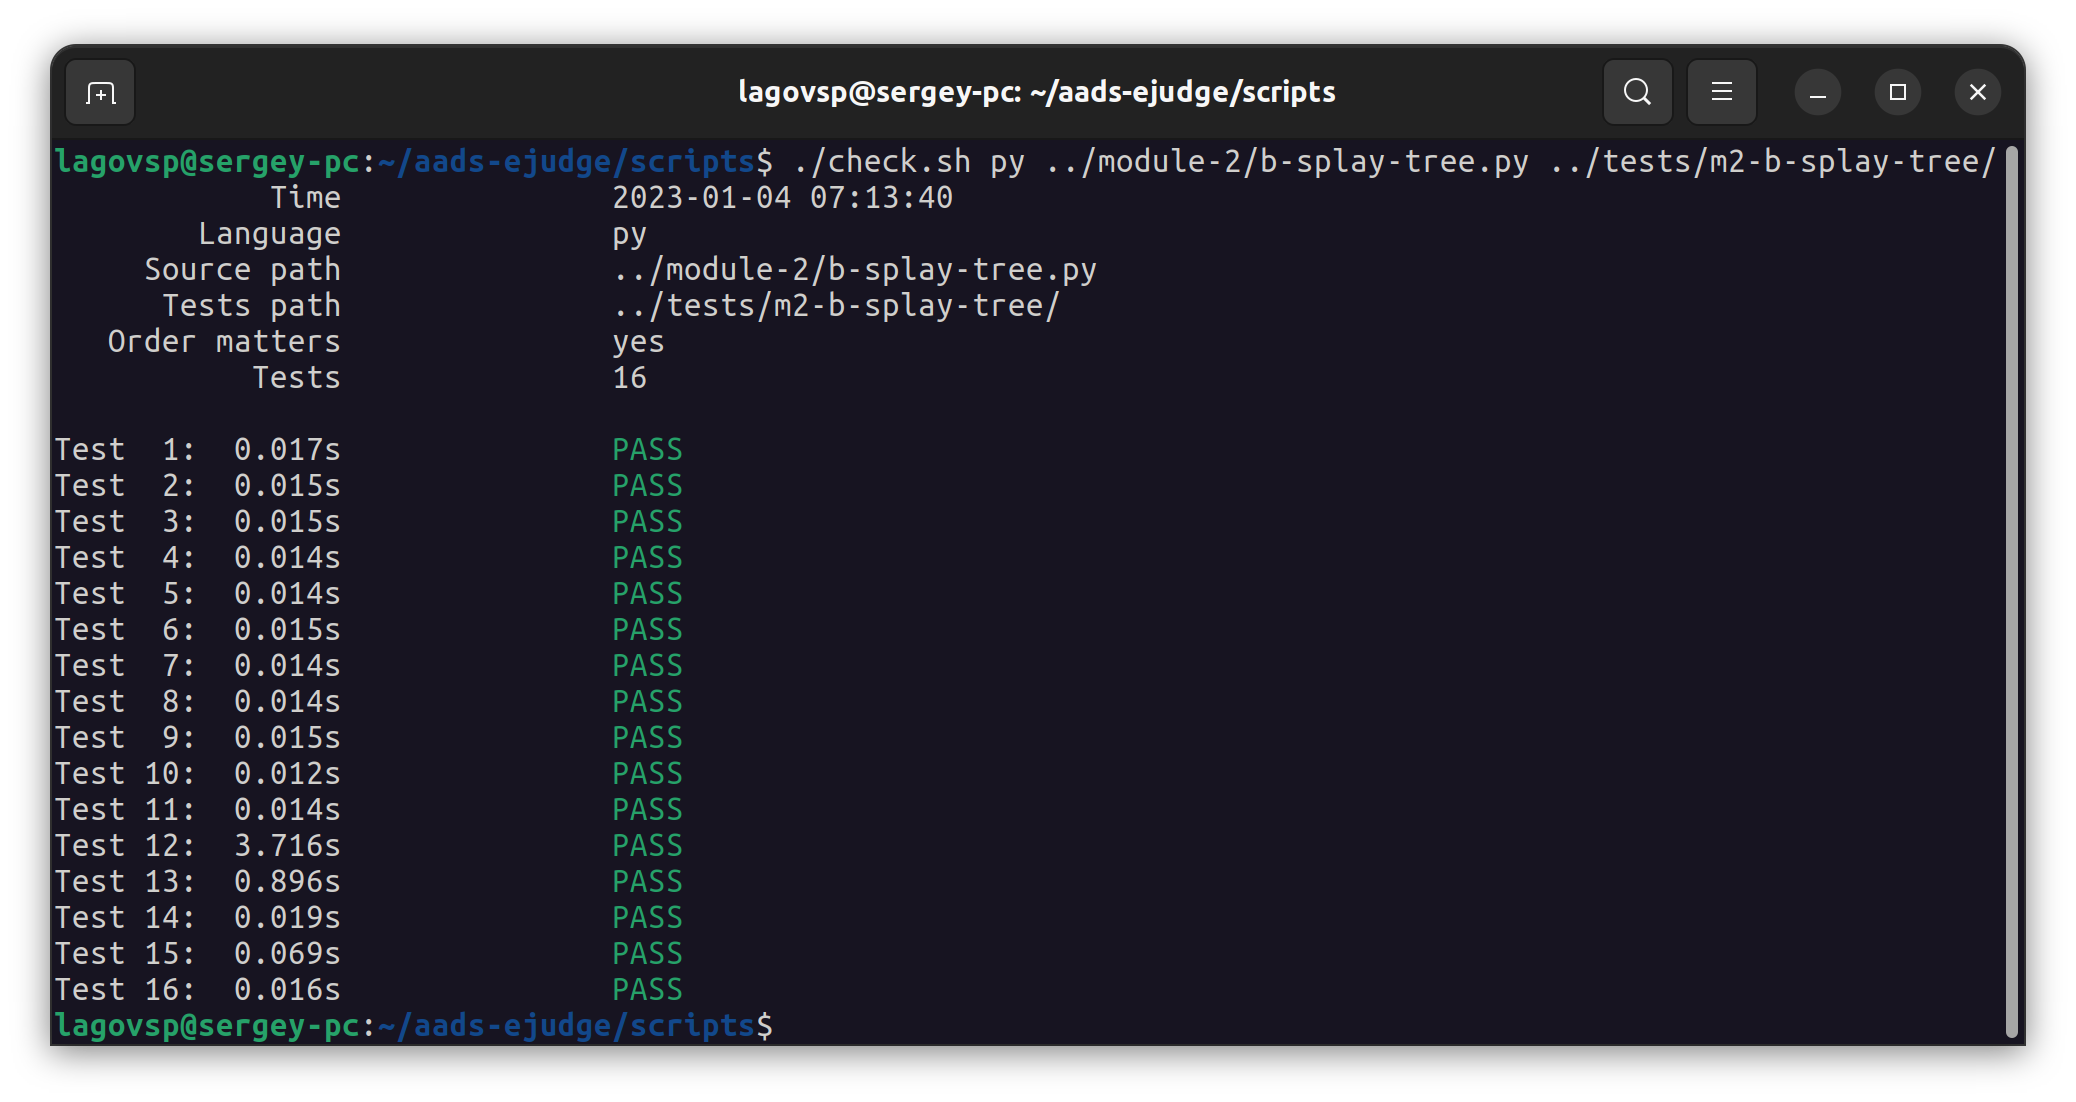 lagovsp@sergey-pc: ~/aads-ejudge/scripts
lagovsp@sergey-pc:~/aads-ejudge/scripts$ ./check.sh py ../module-2/b-splay-tree.py ../tests/m2-b-splay-tree/
Time 2023-01-04 07:13:40
Language py
Source path ../module-2/b-splay-tree.py
Tests path ../tests/m2-b-splay-tree/
Order matters yes
Tests 16
Test 1: 0.017s PASS
Test 2: 0.015s PASS
Test 3: 0.015s PASS
Test 4: 0.014s PASS
Test 5: 0.014s PASS
Test 6: 0.015s PASS
Test 7: 0.014s PASS
Test 8: 0.014s PASS
Test 9: 0.015s PASS
Test 10: 0.012s PASS
Test 11: 0.014s PASS
Test 12: 3.716s PASS
Test 13: 0.896s PASS
Test 14: 0.019s PASS
Test 15: 0.069s PASS
Test 16: 0.016s PASS
lagovsp@sergey-pc:~/aads-ejudge/scripts$